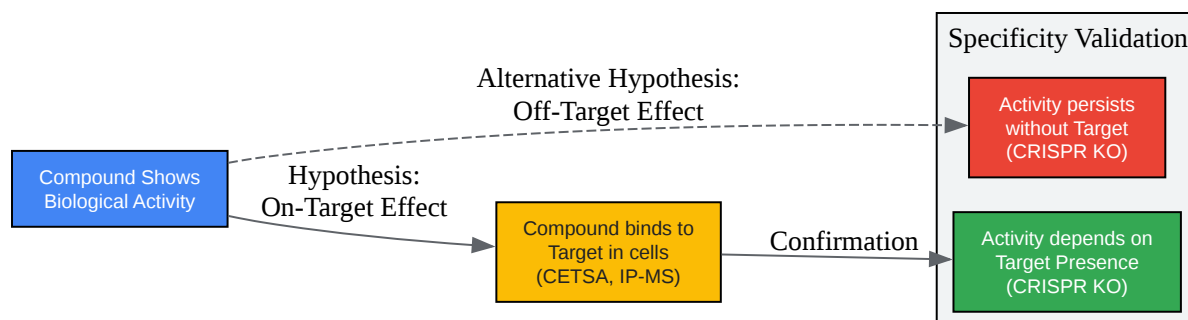 Specificity Validation
Alternative Hypothesis:
Off-Target Effect
Activity persists
without Target
(CRISPR KO)
Compound Shows
Biological Activity
Hypothesis:
On-Target Effect
Compound binds to
Target in cells
(CETSA, IP-MS)
Confirmation
Activity depends on
Target Presence
(CRISPR KO)